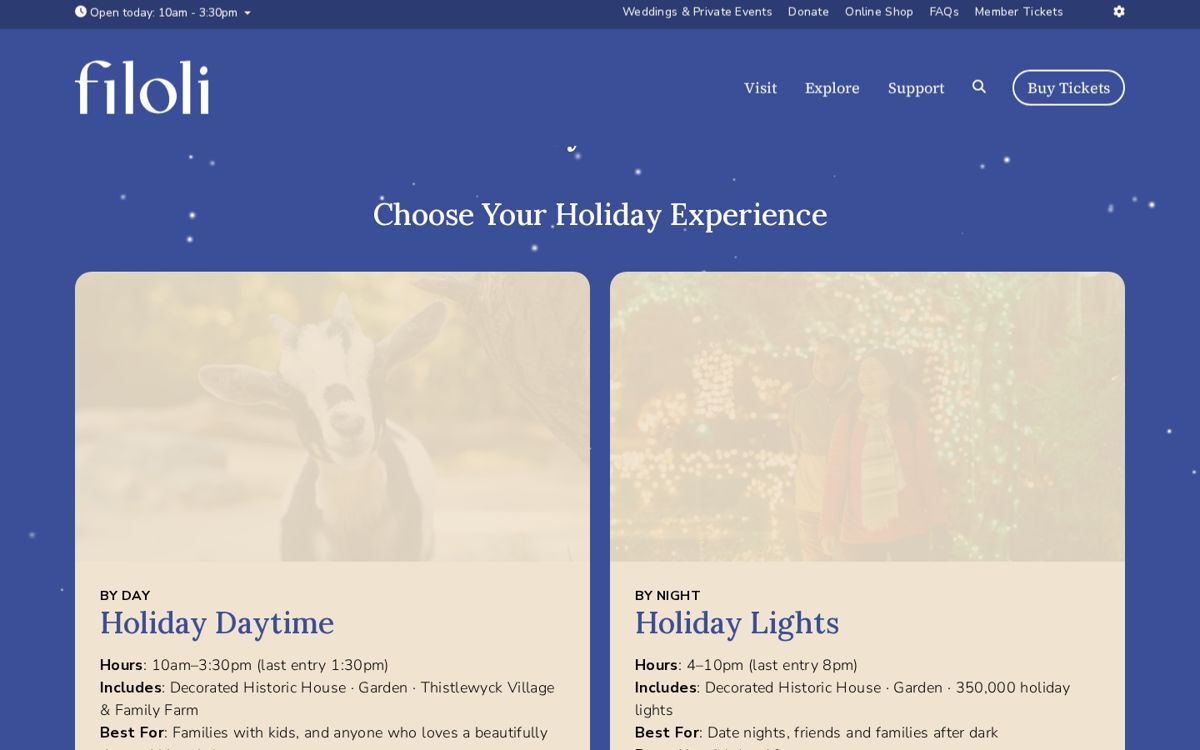 Open today: 10am - 3:30pm
Weddings & Private Events Donate Online Shop FAQs Member Tickets
filoli
Visit Explore Support Buy Tickets
Choose Your Holiday Experience
BY DAY
Holiday Daytime
Hours: 10am–3:30pm (last entry 1:30pm)
Includes: Decorated Historic House · Garden · Thistlewyck Village
& Family Farm
Best For: Families with kids, and anyone who loves a beautifully
BY NIGHT
Holiday Lights
Hours: 4–10pm (last entry 8pm)
Includes: Decorated Historic House · Garden · 350,000 holiday
lights
Best For: Date nights, friends and families after dark